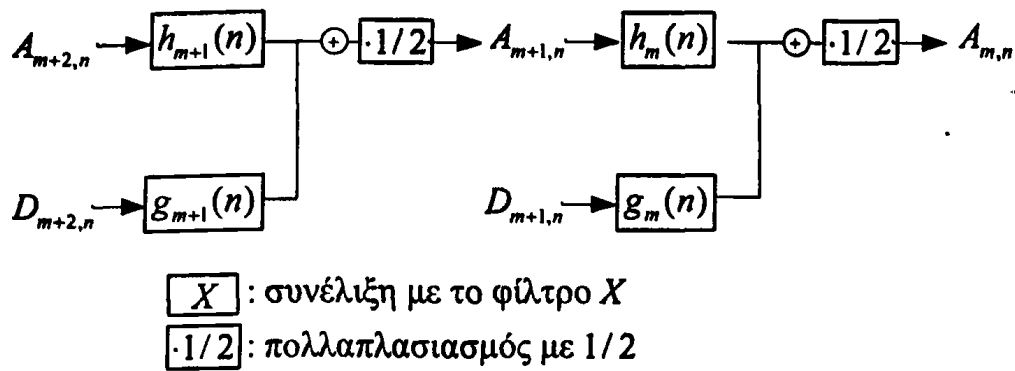 A_{m+2,n} h_{m+1}(n) + ·1/2 A_{m+1,n} h_m(n) + ·1/2 A_{m,n}
D_{m+2,n} g_{m+1}(n) D_{m+1,n} g_m(n)
X : συνέλιξη με το φίλτρο X
·1/2 : πολλαπλασιασμός με 1/2